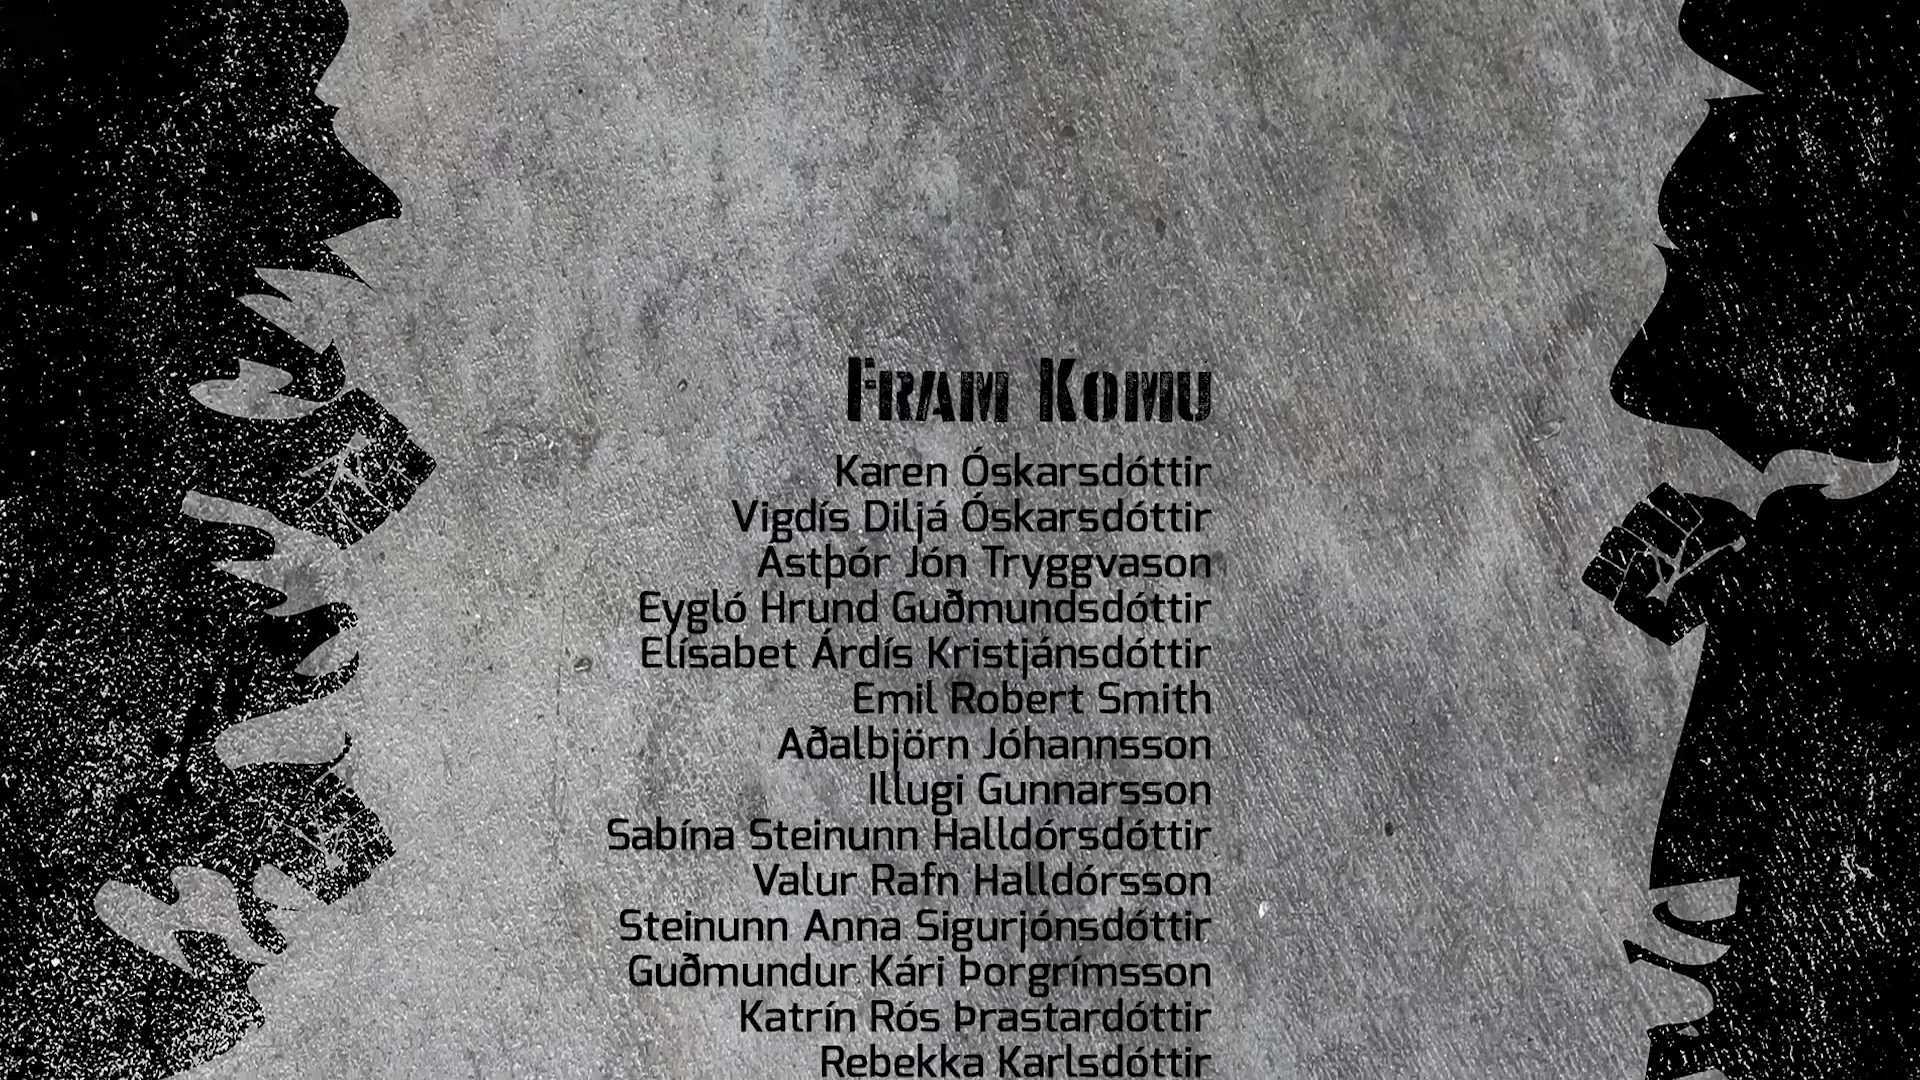 Fram Komu
Karen Óskarsdóttir
Vigdís Diljá Óskarsdóttir
Ástþór Jón Tryggvason
Eygló Hrund Guðmundsdóttir
Elísabet Árdís Kristjánsdóttir
Emil Robert Smith
Aðalbjörn Jóhannsson
Illugi Gunnarsson
Sabína Steinunn Halldórsdóttir
Valur Rafn Halldórsson
Steinunn Anna Sigurjónsdóttir
Guðmundur Kári Þorgrímsson
Katrín Rós Þrastardóttir
Rebekka Karlsdóttir